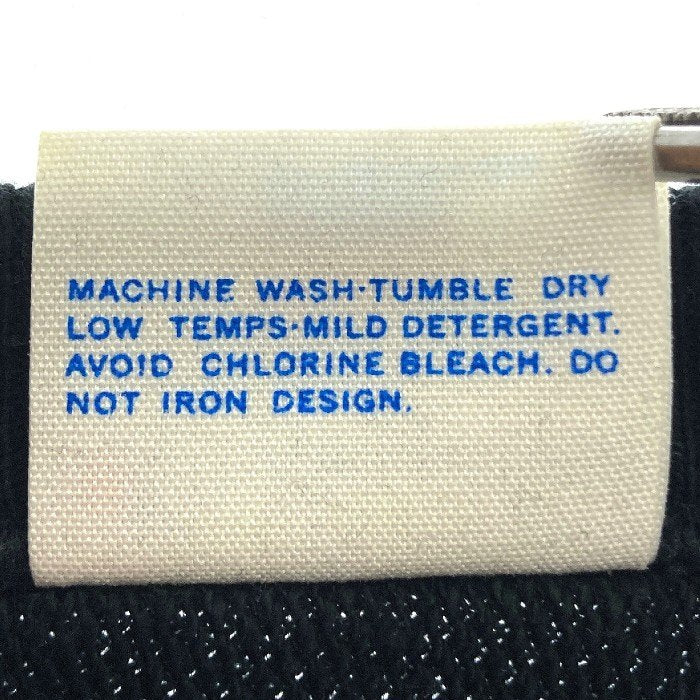 MACHINE WASH·TUMBLE DRY
LOW TEMPS·MILD DETERGENT.
AVOID CHLORINE BLEACH. DO
NOT IRON DESIGN.